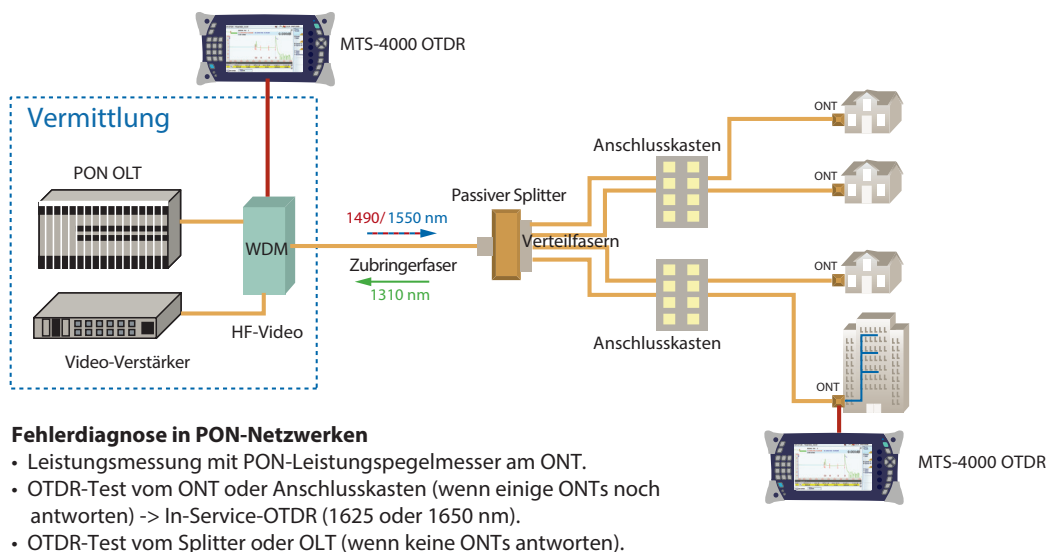 MTS-4000 OTDR
Vermittlung
PON OLT
WDM
HF-Video
Video-Verstärker
1490/ 1550 nm
Zubringerfaser
1310 nm
Passiver Splitter
Verteilfasern
Anschlusskasten
Anschlusskasten
ONT
ONT
ONT
ONT
MTS-4000 OTDR
Fehlerdiagnose in PON-Netzwerken
• Leistungsmessung mit PON-Leistungspegelmesser am ONT.
• OTDR-Test vom ONT oder Anschlusskasten (wenn einige ONTs noch
antworten) -> In-Service-OTDR (1625 oder 1650 nm).
• OTDR-Test vom Splitter oder OLT (wenn keine ONTs antworten).